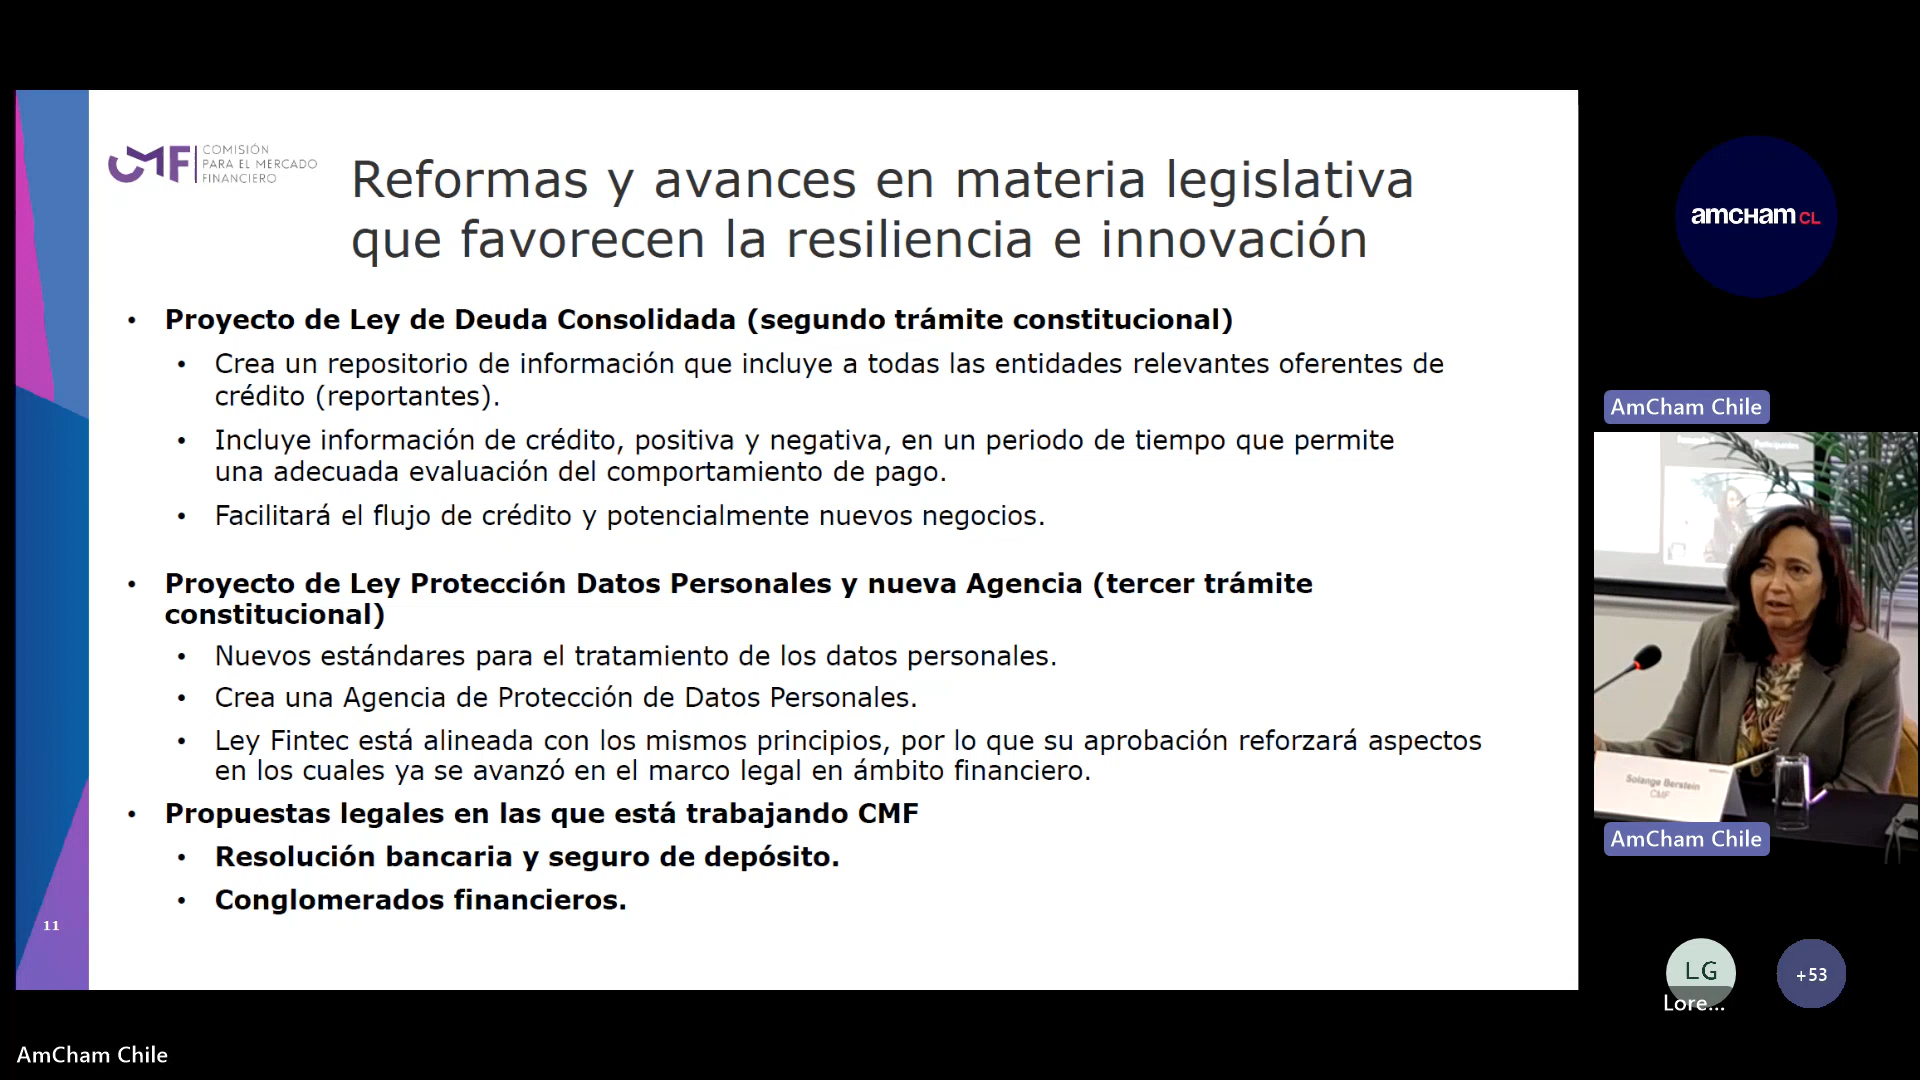 CMF
COMISIÓN
PARA EL MERCADO
FINANCIERO
Reformas y avances en materia legislativa
que favorecen la resiliencia e innovación
• Proyecto de Ley de Deuda Consolidada (segundo trámite constitucional)
• Crea un repositorio de información que incluye a todas las entidades relevantes oferentes de
crédito (reportantes).
• Incluye información de crédito, positiva y negativa, en un periodo de tiempo que permite
una adecuada evaluación del comportamiento de pago.
• Facilitará el flujo de crédito y potencialmente nuevos negocios.
• Proyecto de Ley Protección Datos Personales y nueva Agencia (tercer trámite
constitucional)
• Nuevos estándares para el tratamiento de los datos personales.
• Crea una Agencia de Protección de Datos Personales.
• Ley Fintec está alineada con los mismos principios, por lo que su aprobación reforzará aspectos
en los cuales ya se avanzó en el marco legal en ámbito financiero.
• Propuestas legales en las que está trabajando CMF
• Resolución bancaria y seguro de depósito.
• Conglomerados financieros.
11
amcham CL
AmCham Chile
Solange Berstein
CMF
AmCham Chile
LG
Lore...
+53
AmCham Chile